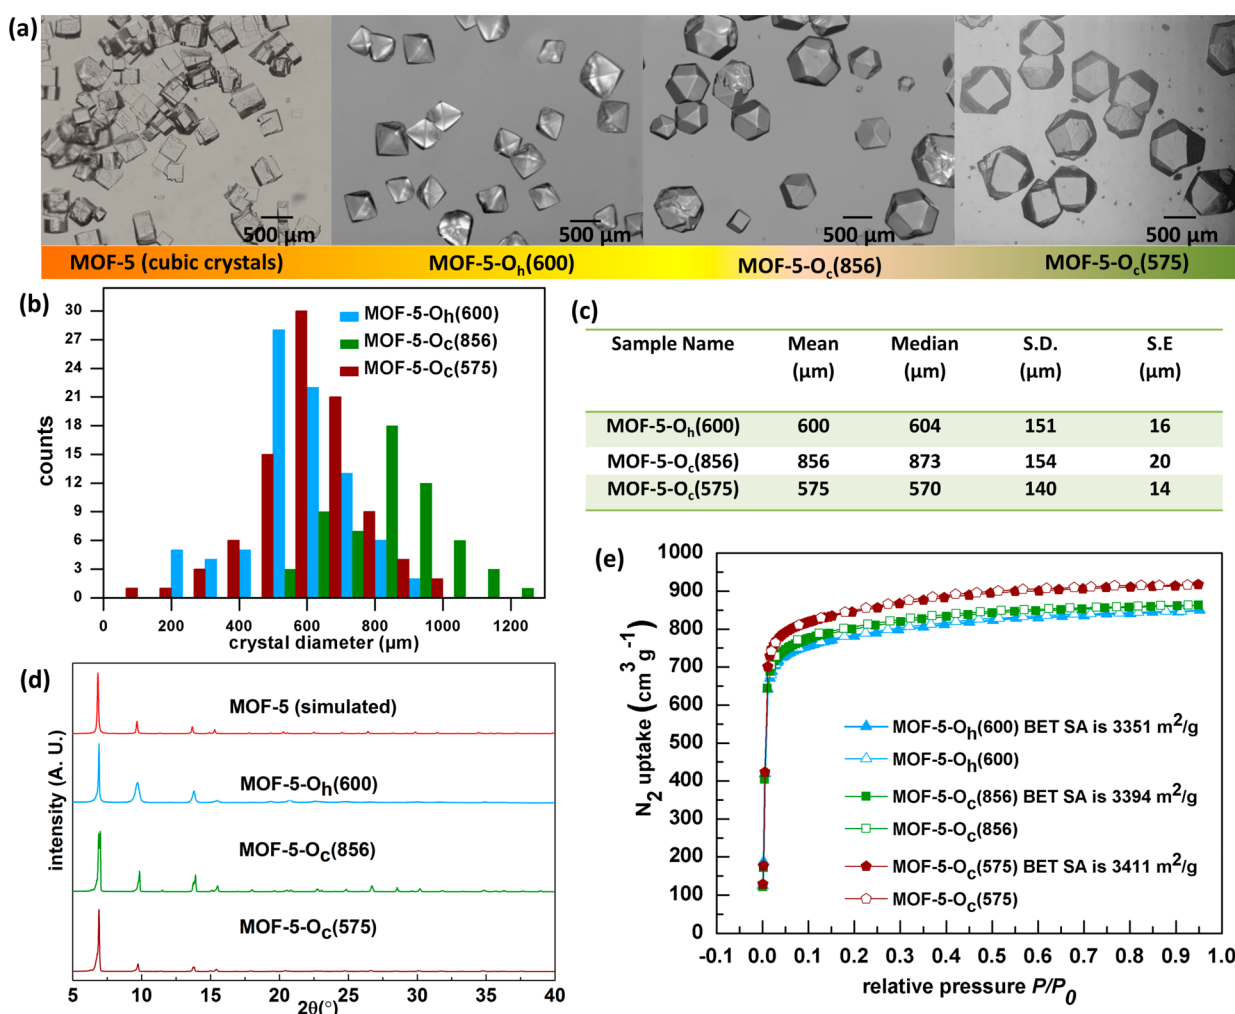 (a)
500 µm
500 µm
500 µm
500 µm
MOF-5 (cubic crystals)
MOF-5-Oh(600)
MOF-5-Oc(856)
MOF-5-Oc(575)
(b)
MOF-5-Oh(600)
MOF-5-Oc(856)
MOF-5-Oc(575)
counts
30
27
24
21
18
15
12
9
6
3
0
0 200 400 600 800 1000 1200
crystal diameter (µm)
(c)
Sample Name Mean (µm) Median (µm) S.D. (µm) S.E (µm)
MOF-5-Oh(600) 600 604 151 16
MOF-5-Oc(856) 856 873 154 20
MOF-5-Oc(575) 575 570 140 14
(d)
MOF-5 (simulated)
MOF-5-Oh(600)
MOF-5-Oc(856)
MOF-5-Oc(575)
intensity (A. U.)
5 10 15 20 25 30 35 40
2θ(°)
(e)
1000
900
800
700
600
500
400
300
200
100
0
N2 uptake (cm3g-1)
MOF-5-Oh(600) BET SA is 3351 m2/g
MOF-5-Oh(600)
MOF-5-Oc(856) BET SA is 3394 m2/g
MOF-5-Oc(856)
MOF-5-Oc(575) BET SA is 3411 m2/g
MOF-5-Oc(575)
-0.1 0.0 0.1 0.2 0.3 0.4 0.5 0.6 0.7 0.8 0.9 1.0
relative pressure P/P0